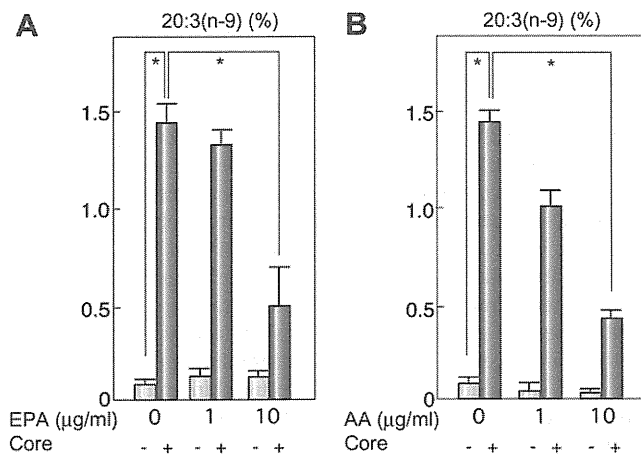 A
20:3(n-9) (%)
*
*
1.5
1.0
0.5
0
EPA (μg/ml) 0 1 10
Core - + - + - +
B
20:3(n-9) (%)
*
*
1.5
1.0
0.5
0
AA (μg/ml) 0 1 10
Core - + - + - +